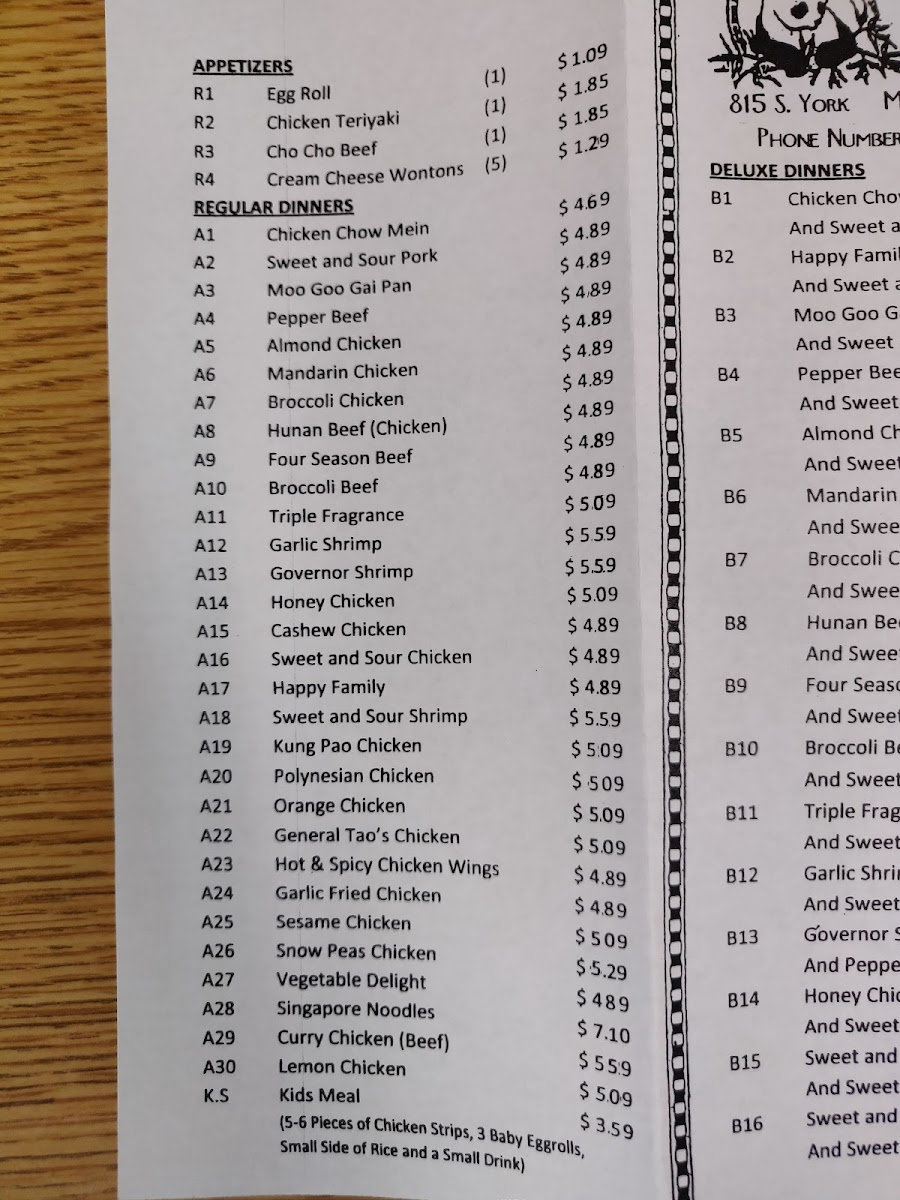 APPETIZERS
R1 Egg Roll (1) $ 1.09
R2 Chicken Teriyaki (1) $ 1.85
R3 Cho Cho Beef (1) $ 1.85
R4 Cream Cheese Wontons (5) $ 1.29
REGULAR DINNERS
A1 Chicken Chow Mein $ 4.69
A2 Sweet and Sour Pork $ 4.89
A3 Moo Goo Gai Pan $ 4.89
A4 Pepper Beef $ 4.89
A5 Almond Chicken $ 4.89
A6 Mandarin Chicken $ 4.89
A7 Broccoli Chicken $ 4.89
A8 Hunan Beef (Chicken) $ 4.89
A9 Four Season Beef $ 4.89
A10 Broccoli Beef $ 4.89
A11 Triple Fragrance $ 5.09
A12 Garlic Shrimp $ 5.59
A13 Governor Shrimp $ 5.59
A14 Honey Chicken $ 5.09
A15 Cashew Chicken $ 4.89
A16 Sweet and Sour Chicken $ 4.89
A17 Happy Family $ 4.89
A18 Sweet and Sour Shrimp $ 5.59
A19 Kung Pao Chicken $ 5.09
A20 Polynesian Chicken $ 5.09
A21 Orange Chicken $ 5.09
A22 General Tao's Chicken $ 5.09
A23 Hot & Spicy Chicken Wings $ 4.89
A24 Garlic Fried Chicken $ 4.89
A25 Sesame Chicken $ 5.09
A26 Snow Peas Chicken $ 5.29
A27 Vegetable Delight $ 4.89
A28 Singapore Noodles $ 7.10
A29 Curry Chicken (Beef) $ 5.59
A30 Lemon Chicken $ 5.09
K.S Kids Meal $ 3.59
(5-6 Pieces of Chicken Strips, 3 Baby Eggrolls,
Small Side of Rice and a Small Drink)
815 S. York M
Phone Number
DELUXE DINNERS
B1 Chicken Chow
And Sweet a
B2 Happy Famil
And Sweet a
B3 Moo Goo G
And Sweet
B4 Pepper Bee
And Sweet
B5 Almond Ch
And Sweet
B6 Mandarin
And Swee
B7 Broccoli C
And Swee
B8 Hunan Be
And Swee
B9 Four Seas
And Sweet
B10 Broccoli Be
And Sweet
B11 Triple Frag
And Sweet
B12 Garlic Shri
And Sweet
B13 Governor S
And Peppe
B14 Honey Chic
And Sweet
B15 Sweet and
And Sweet
B16 Sweet and
And Sweet